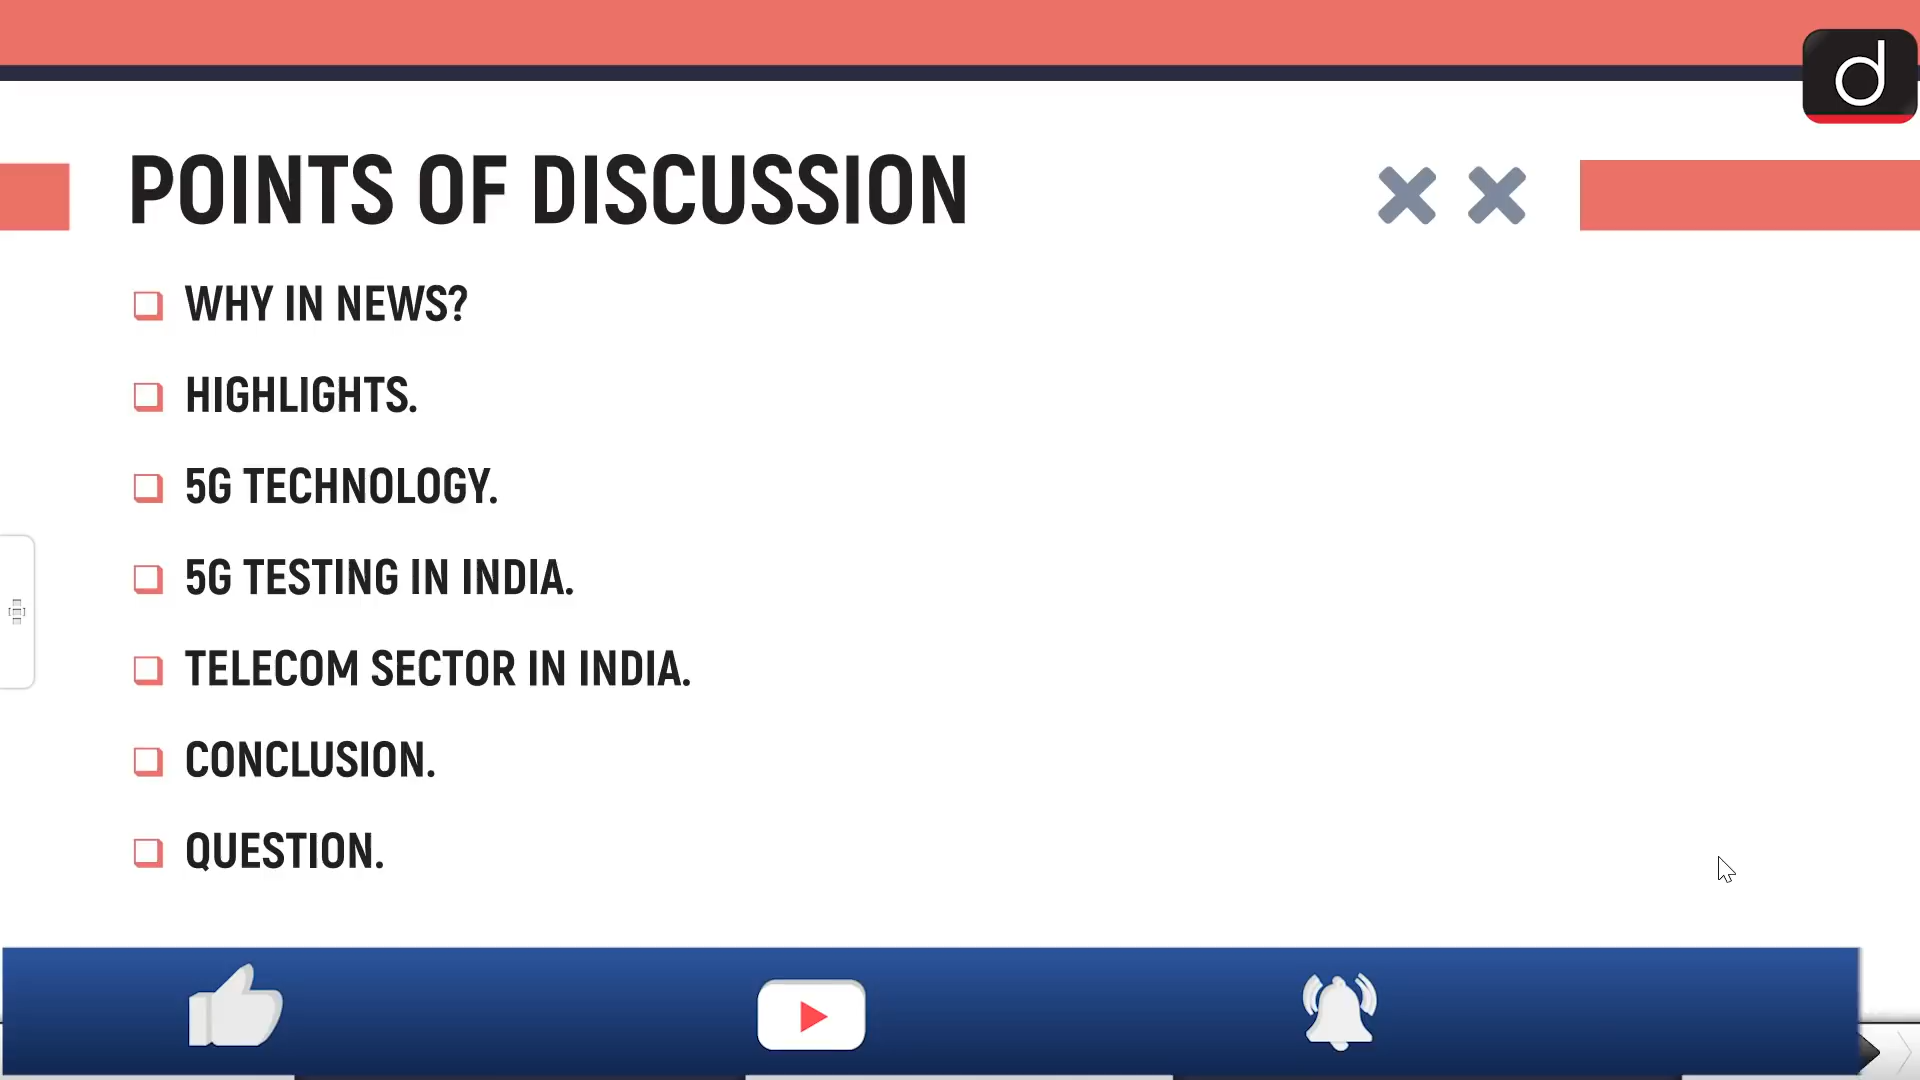 d
POINTS OF DISCUSSION
WHY IN NEWS?
HIGHLIGHTS.
5G TECHNOLOGY.
5G TESTING IN INDIA.
TELECOM SECTOR IN INDIA.
CONCLUSION.
QUESTION.